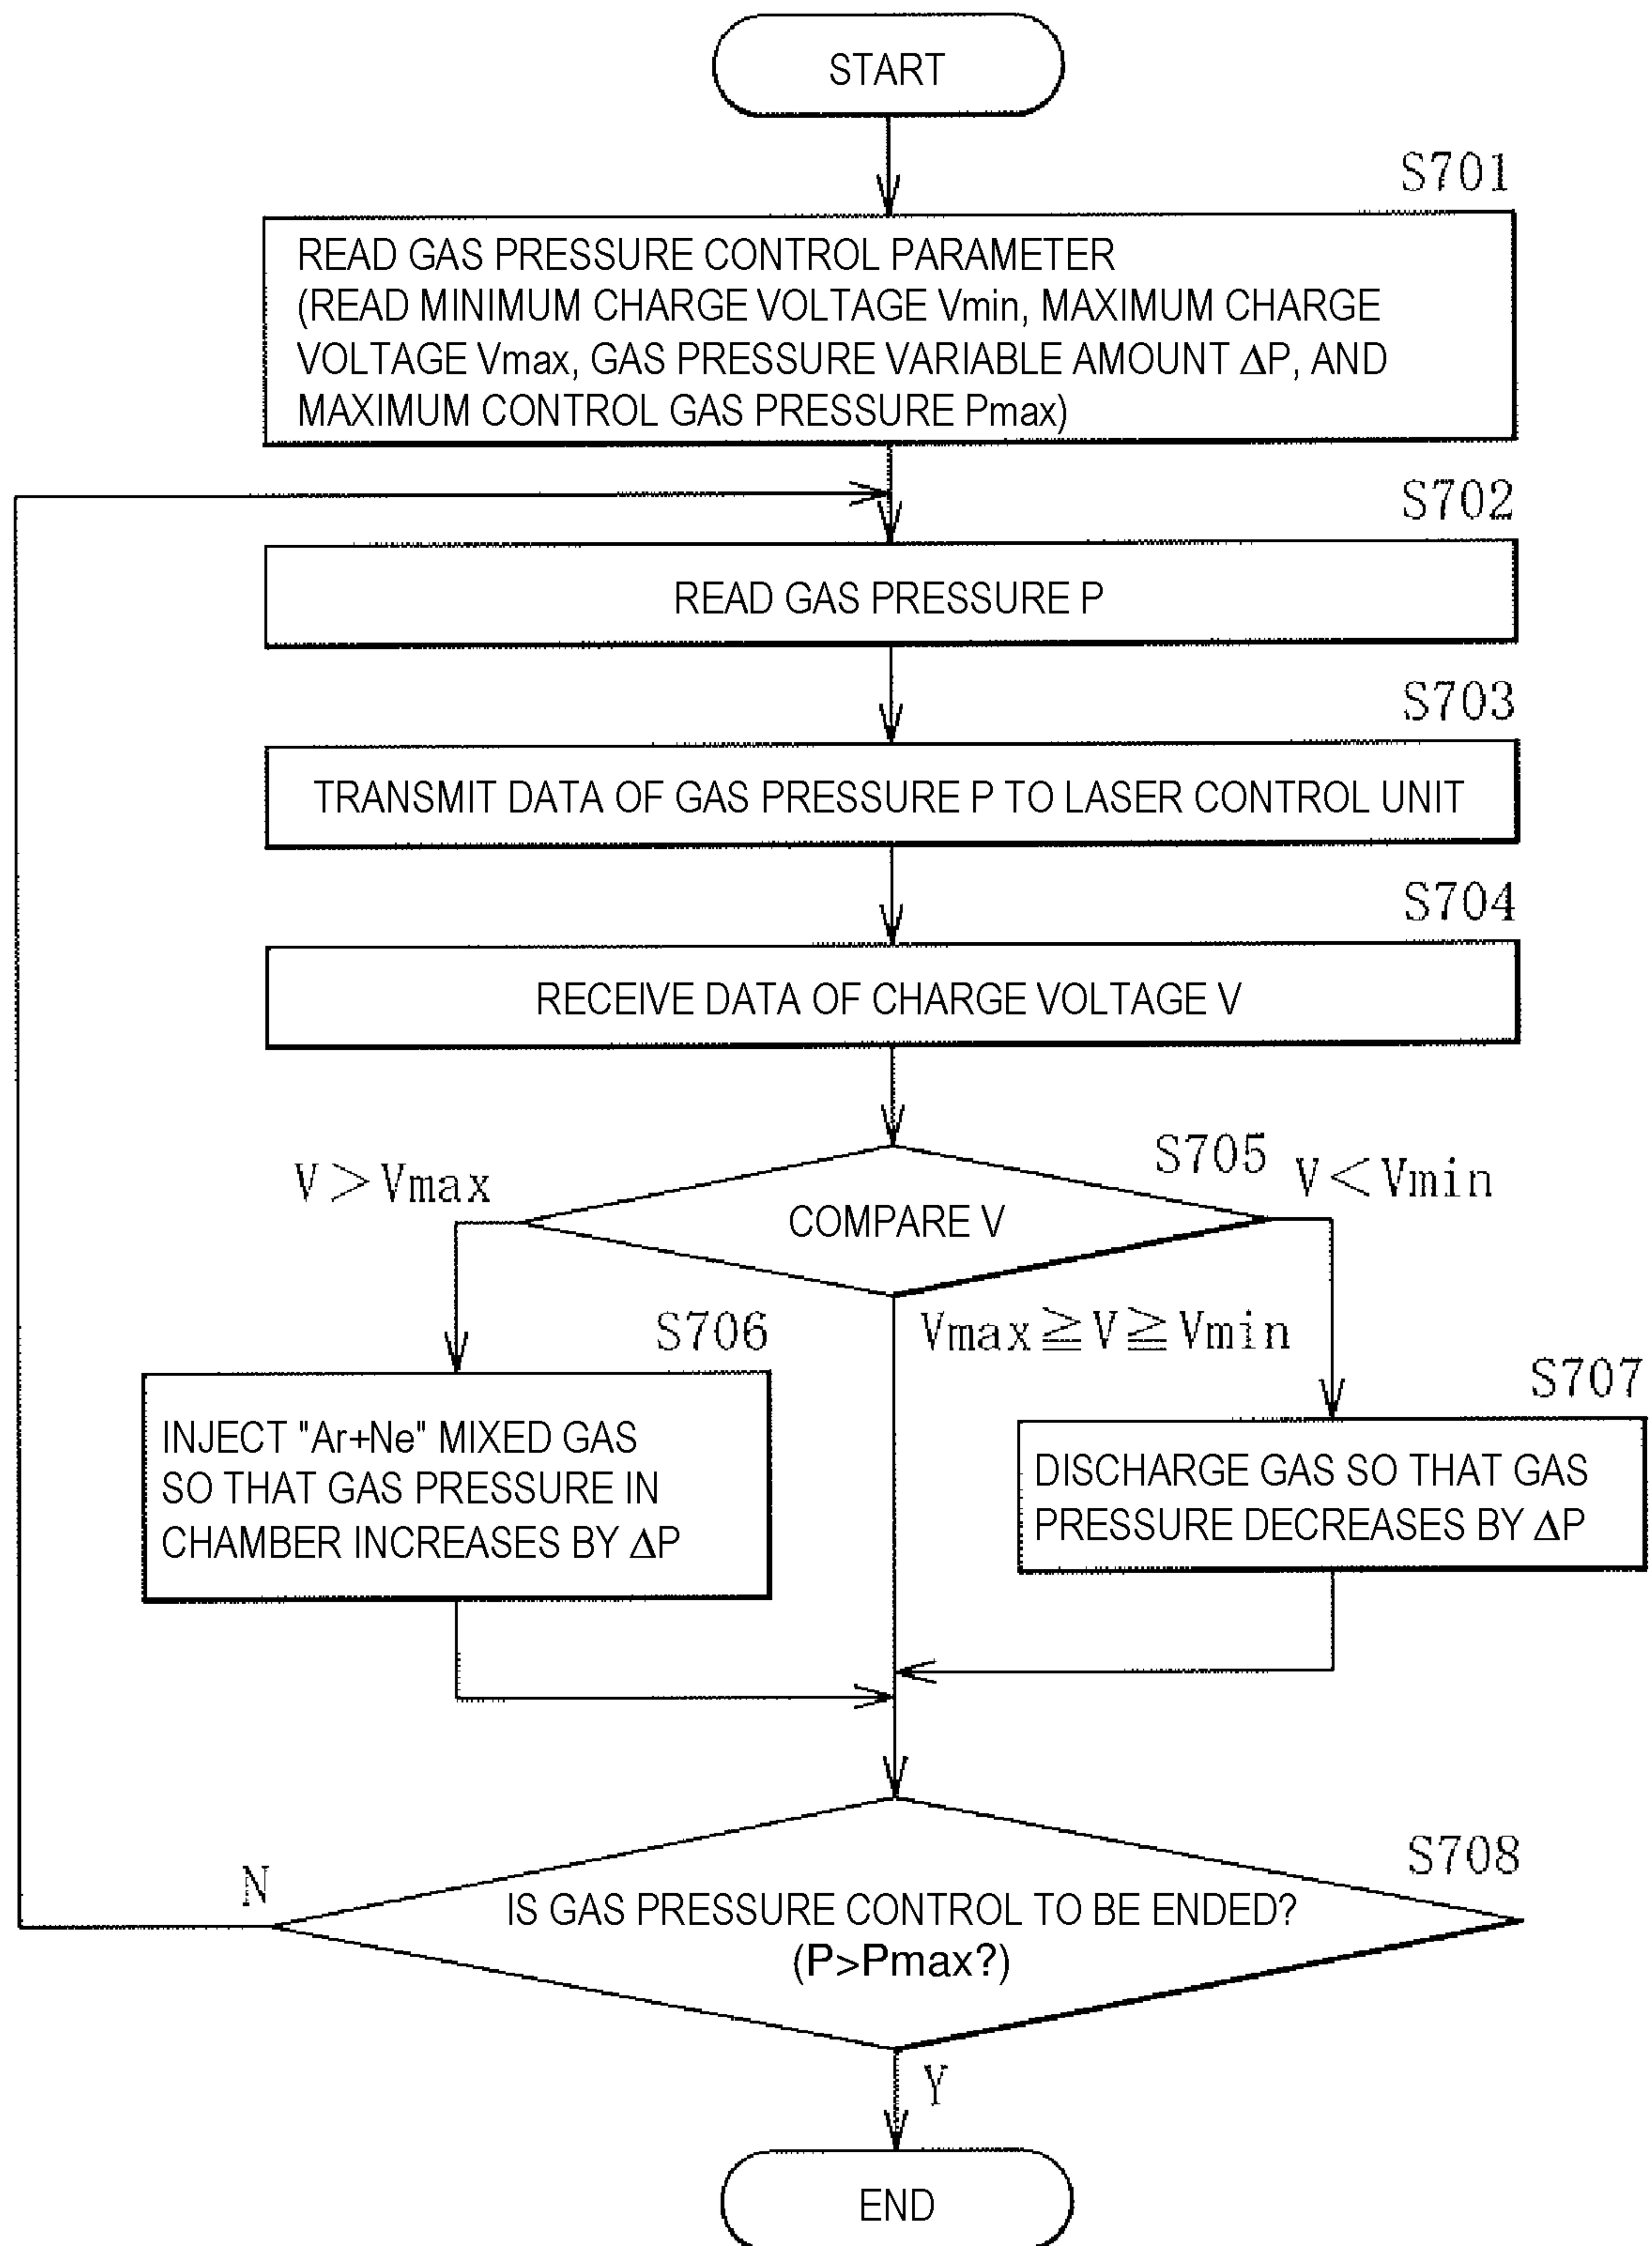 START
S701
READ GAS PRESSURE CONTROL PARAMETER
(READ MINIMUM CHARGE VOLTAGE Vmin, MAXIMUM CHARGE
VOLTAGE Vmax, GAS PRESSURE VARIABLE AMOUNT ΔP, AND
MAXIMUM CONTROL GAS PRESSURE Pmax)
S702
READ GAS PRESSURE P
S703
TRANSMIT DATA OF GAS PRESSURE P TO LASER CONTROL UNIT
S704
RECEIVE DATA OF CHARGE VOLTAGE V
S705
V>Vmax
V<Vmin
COMPARE V
Vmax≧V≧Vmin
S706
INJECT "Ar+Ne" MIXED GAS
SO THAT GAS PRESSURE IN
CHAMBER INCREASES BY ΔP
S707
DISCHARGE GAS SO THAT GAS
PRESSURE DECREASES BY ΔP
S708
N
IS GAS PRESSURE CONTROL TO BE ENDED?
(P>Pmax?)
Y
END